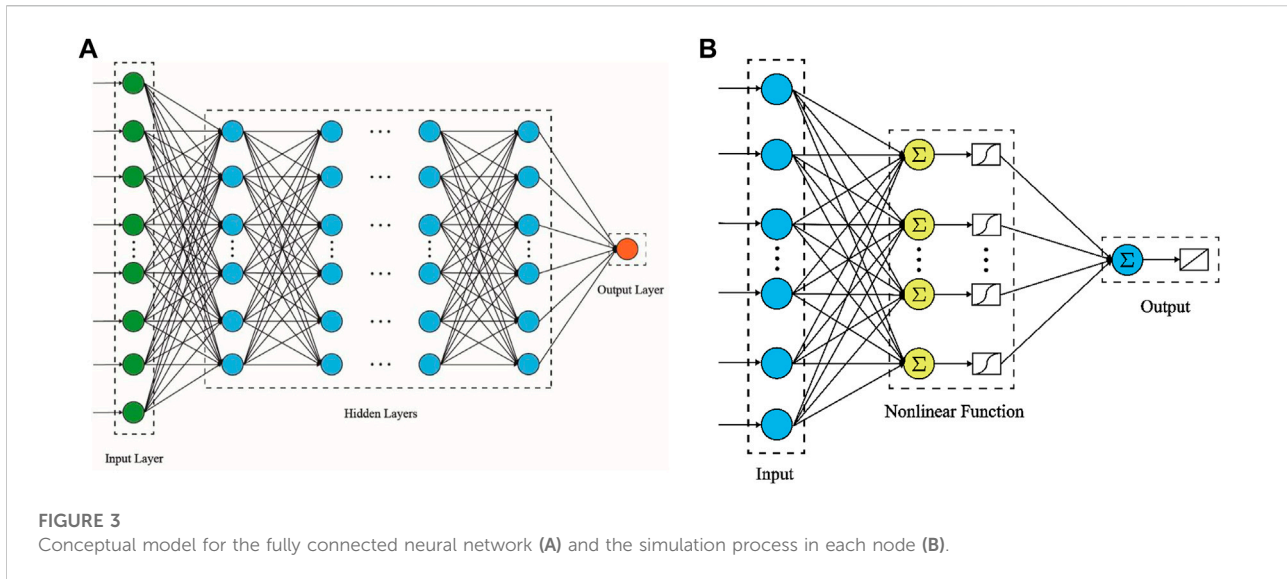 A
Input Layer
Hidden Layers
Output Layer
B
Input
Σ
Σ
Σ
Σ
Nonlinear Function
Σ
Output
FIGURE 3
Conceptual model for the fully connected neural network (A) and the simulation process in each node (B).